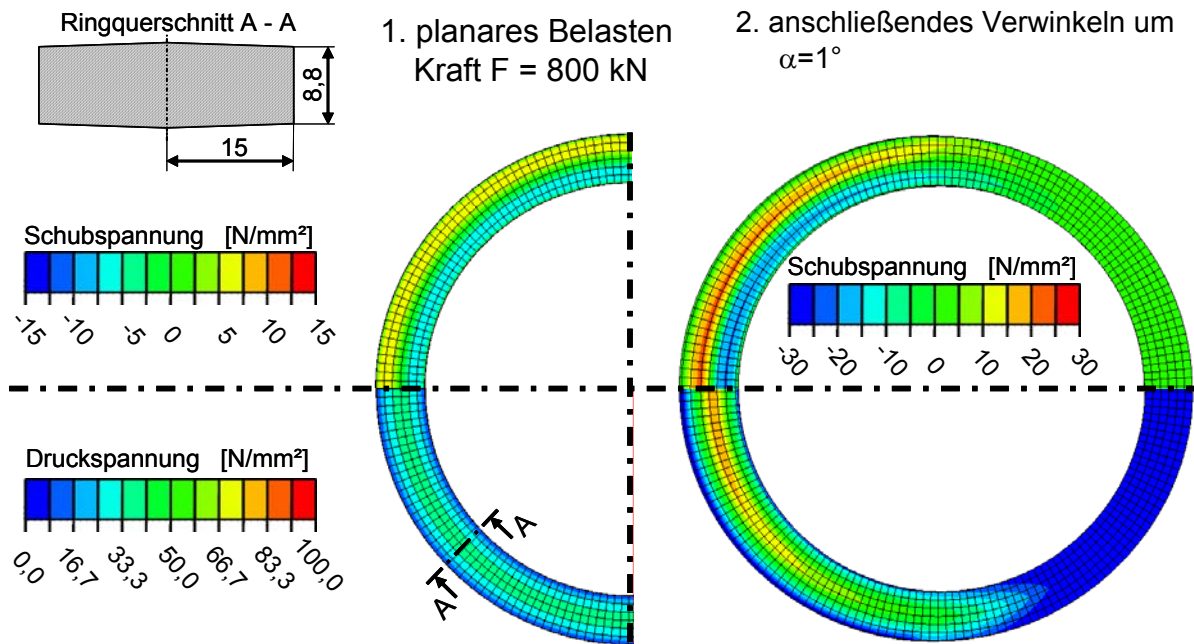 Ringquerschnitt A - A
8,8
15
1. planares Belasten
Kraft F = 800 kN
2. anschließendes Verwinkeln um
α=1°
Schubspannung [N/mm²]
-15 -10 -5 0 5 10 15
Schubspannung [N/mm²]
-30 -20 -10 0 10 20 30
Druckspannung [N/mm²]
0,0 16,7 33,3 50,0 66,7 83,3 100,0
A
A